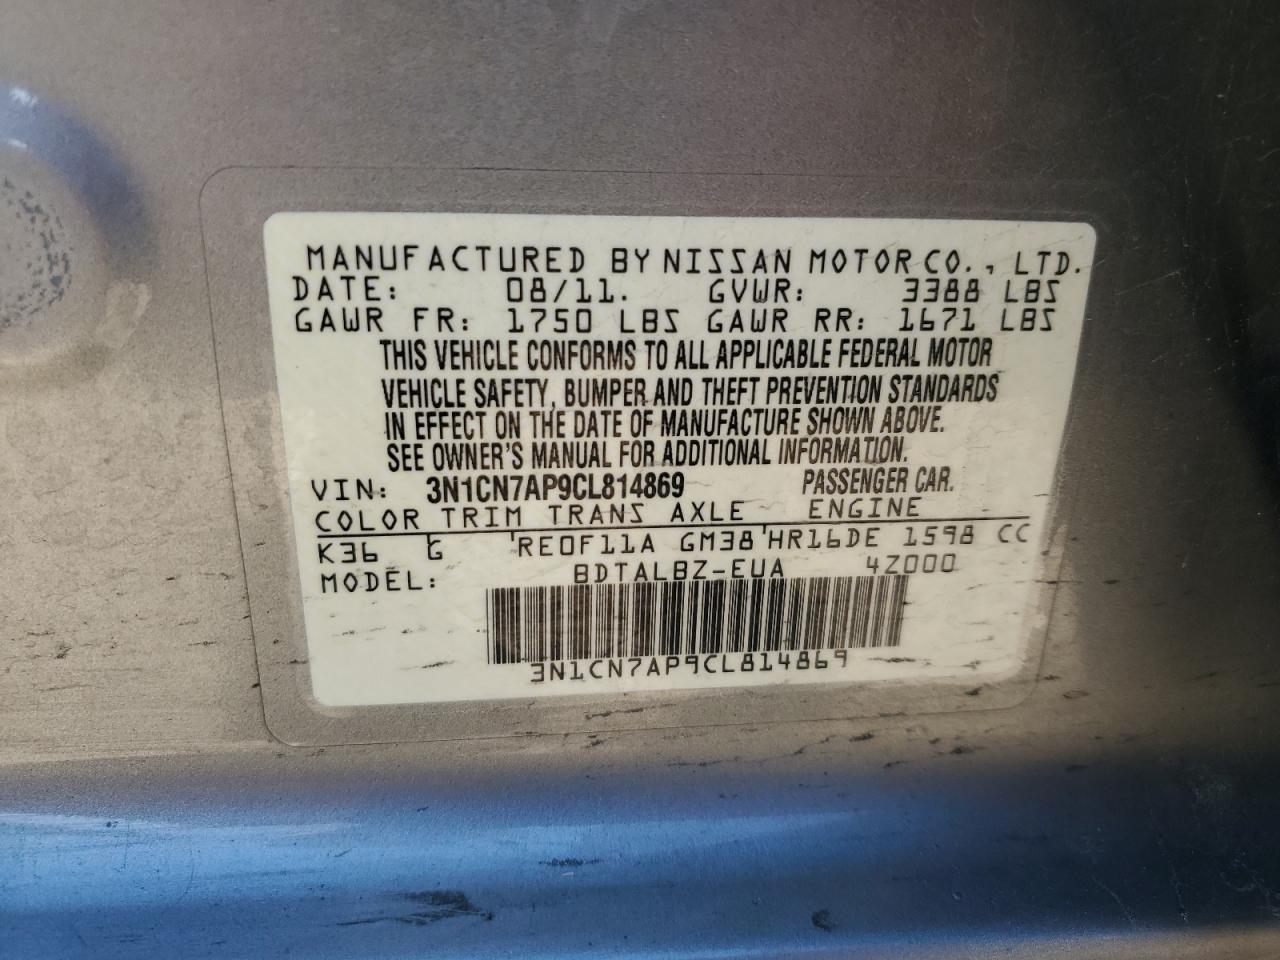 MANUFACTURED BY NISSAN MOTOR CO., LTD.
DATE: 08/11. GVWR: 3388 LBS
GAWR FR: 1750 LBS GAWR RR: 1671 LBS
THIS VEHICLE CONFORMS TO ALL APPLICABLE FEDERAL MOTOR
VEHICLE SAFETY, BUMPER AND THEFT PREVENTION STANDARDS
IN EFFECT ON THE DATE OF MANUFACTURE SHOWN ABOVE.
SEE OWNER'S MANUAL FOR ADDITIONAL INFORMATION.
VIN: 3N1CN7AP9CL814869 PASSENGER CAR.
COLOR TRIM TRANS AXLE ENGINE
K36 G RE0F11A GM38 HR16DE 1598 CC
MODEL: BDTALBZ-EUA 4Z000
3N1CN7AP9CL814869